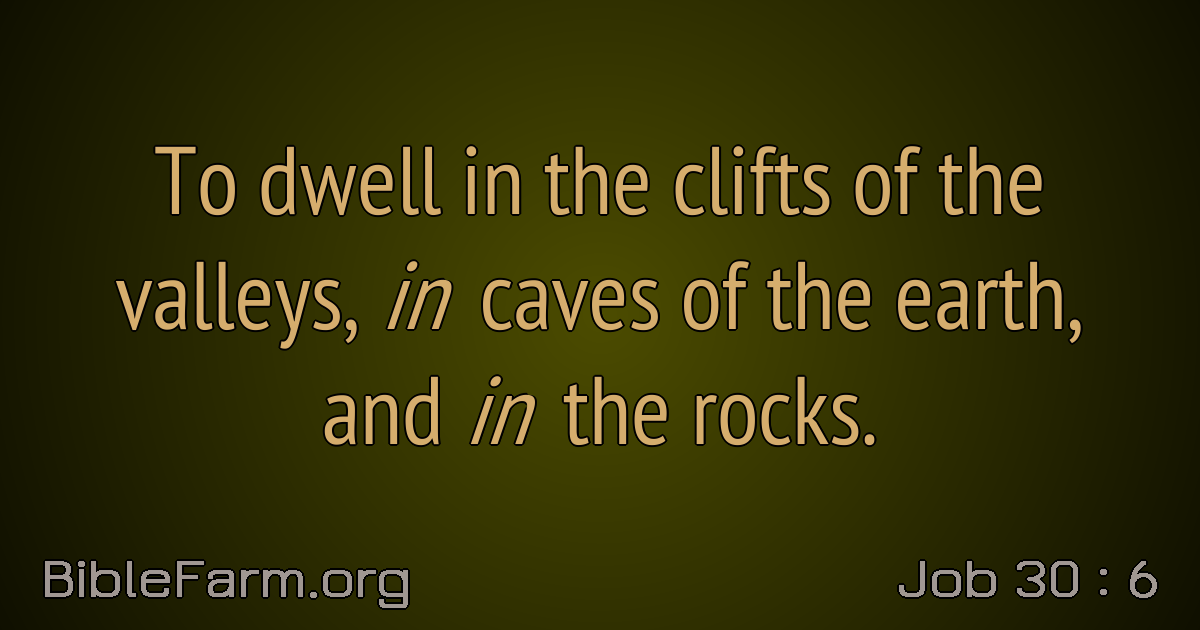 To dwell in the clifts of the
valleys, in caves of the earth,
and in the rocks.
BibleFarm.org
Job 30 : 6